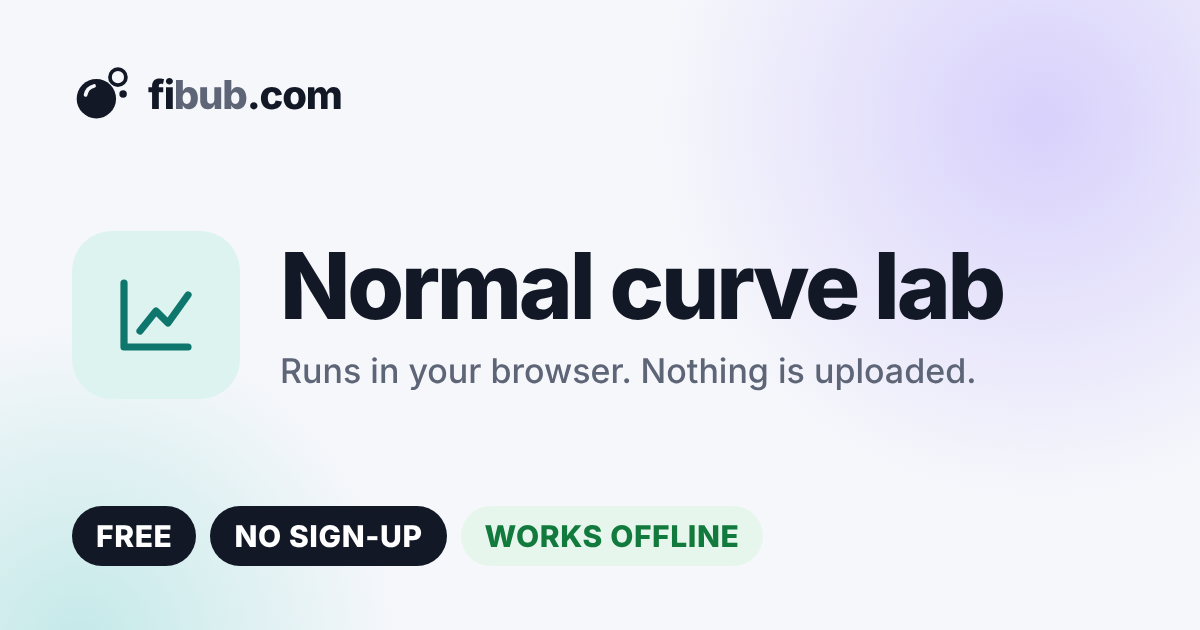 fibub.com
Normal curve lab
Runs in your browser. Nothing is uploaded.
FREE NO SIGN-UP WORKS OFFLINE